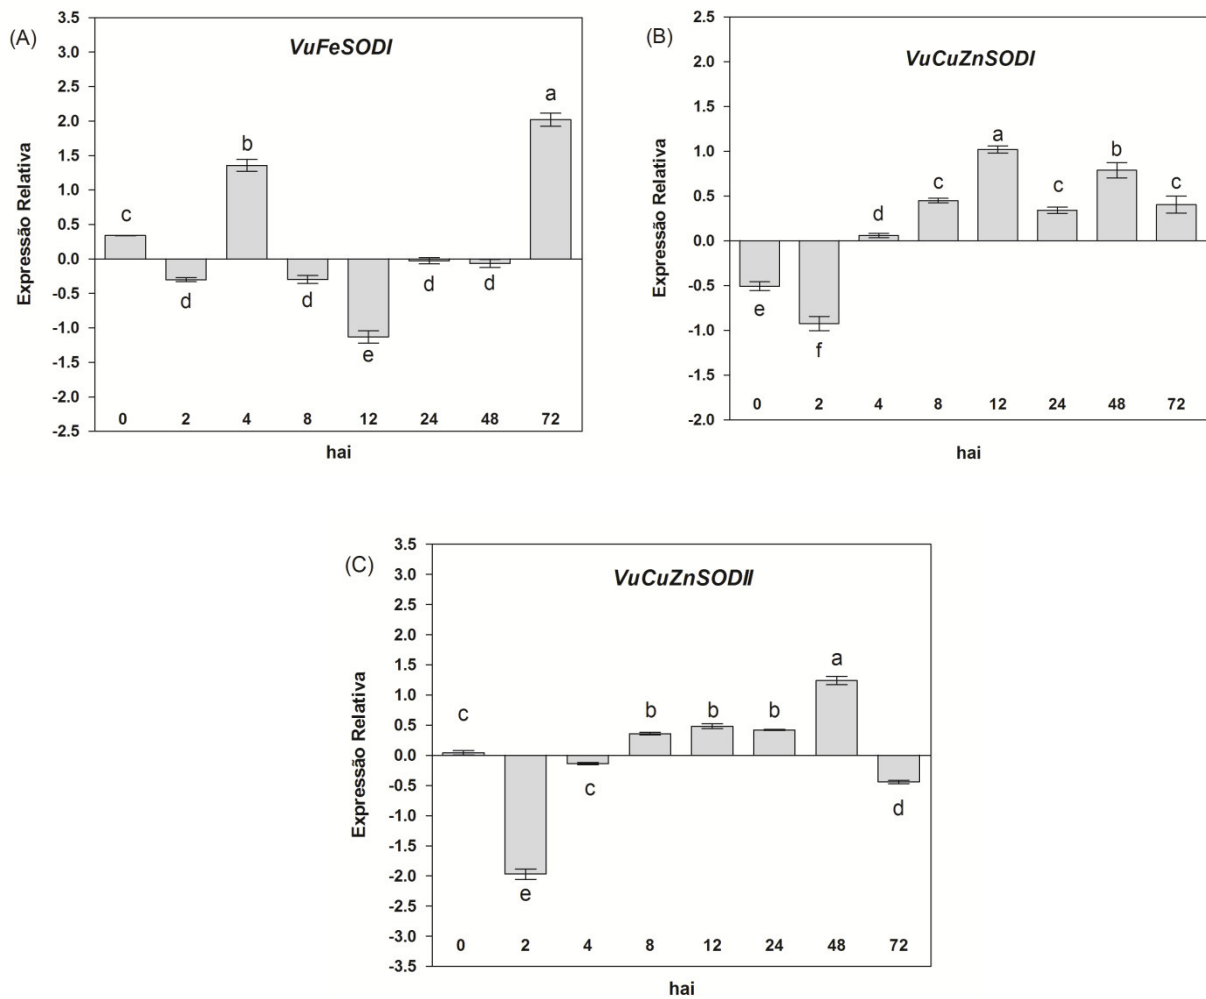 (A)
VuFeSODI
Expressão Relativa
3.5
3.0
2.5
2.0
1.5
1.0
0.5
0.0
-0.5
-1.0
-1.5
-2.0
-2.5
c
d
b
d
e
d
d
a
0 2 4 8 12 24 48 72
hai
(B)
VuCuZnSODI
Expressão Relativa
2.5
2.0
1.5
1.0
0.5
0.0
-0.5
-1.0
-1.5
-2.0
e
f
d
c
a
c
b
c
0 2 4 8 12 24 48 72
hai
(C)
VuCuZnSODII
Expressão Relativa
3.5
3.0
2.5
2.0
1.5
1.0
0.5
0.0
-0.5
-1.0
-1.5
-2.0
-2.5
-3.0
-3.5
c
e
c
b
b
b
a
d
0 2 4 8 12 24 48 72
hai